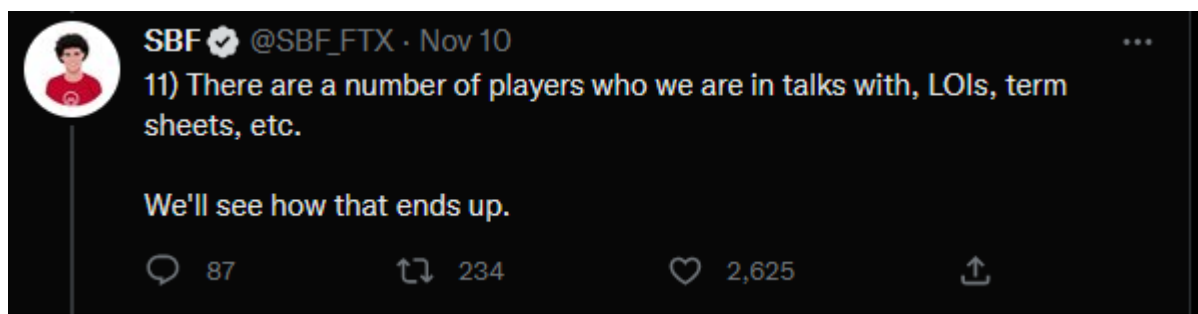 SBF @SBF_FTX · Nov 10
11) There are a number of players who we are in talks with, LOIs, term
sheets, etc.
We'll see how that ends up.
87 234 2,625